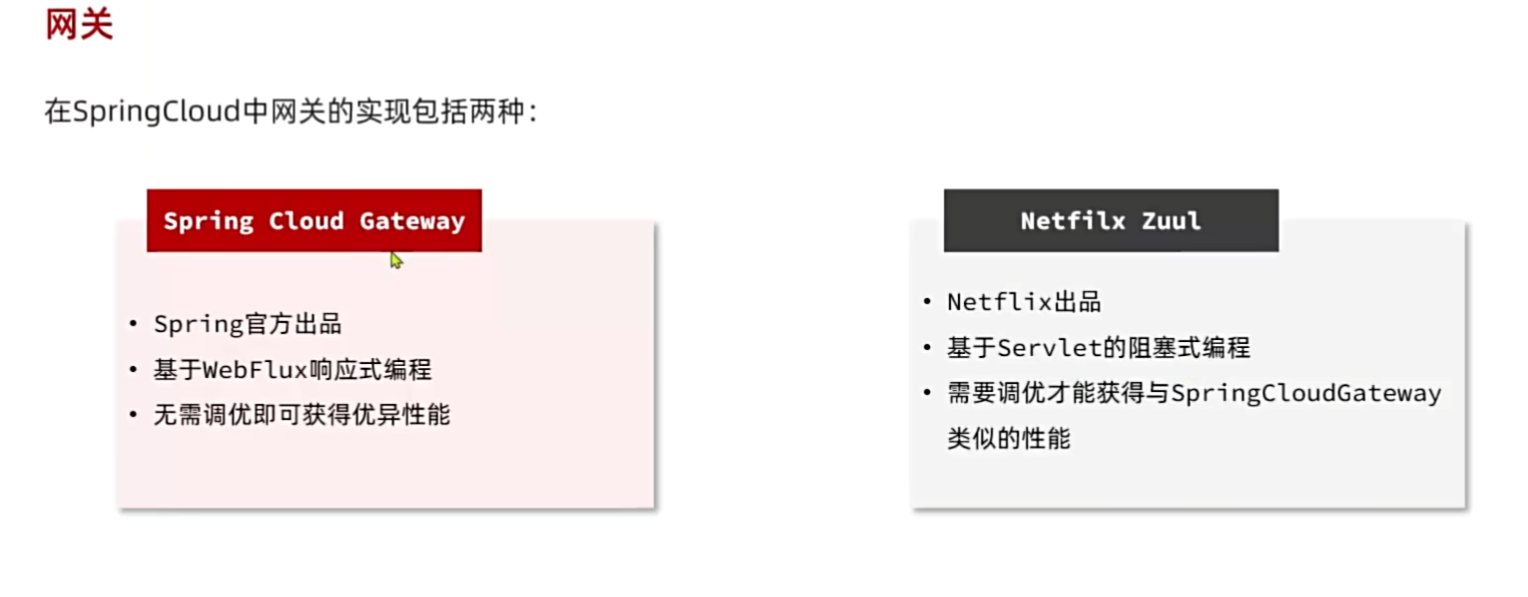 网关
在SpringCloud中网关的实现包括两种：
Spring Cloud Gateway
• Spring官方出品
• 基于WebFlux响应式编程
• 无需调优即可获得优异性能
Netfilx Zuul
• Netflix出品
• 基于Servlet的阻塞式编程
• 需要调优才能获得与SpringCloudGateway
类似的性能